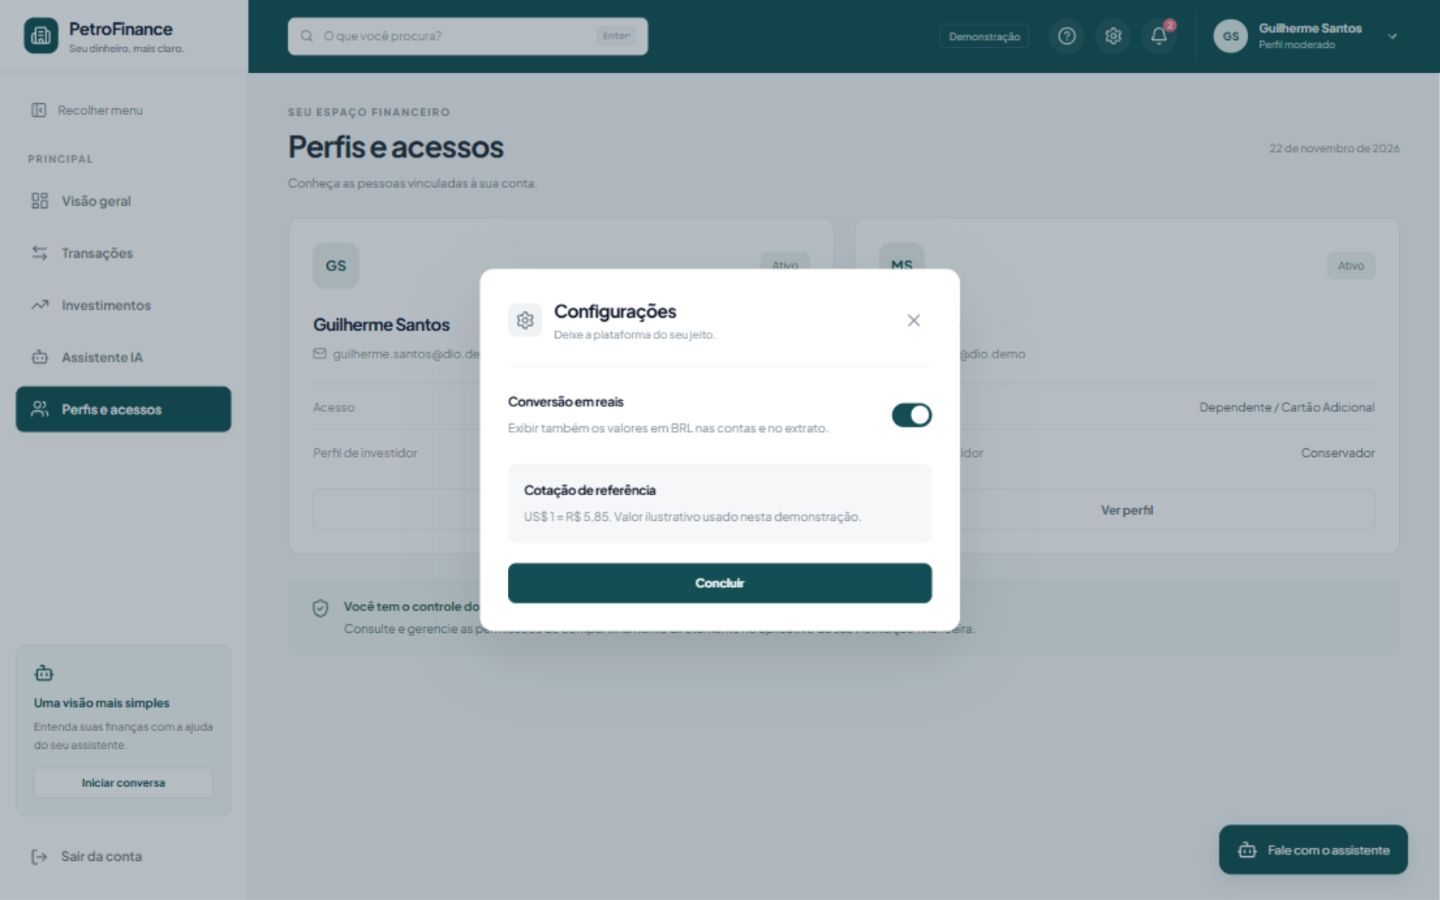 PetroFinance
Seu dinheiro, mais claro.
O que você procura?
Enter
Demonstração
2
GS
Guilherme Santos
Perfil moderado
Recolher menu
PRINCIPAL
Visão geral
Transações
Investimentos
Assistente IA
Perfis e acessos
Uma visão mais simples
Entenda suas finanças com a ajuda
do seu assistente.
Iniciar conversa
Sair da conta
SEU ESPAÇO FINANCEIRO
Perfis e acessos
22 de novembro de 2026
Conheça as pessoas vinculadas à sua conta.
GS
Ativo
Guilherme Santos
guilherme.santos@dio.de
Acesso
Perfil de investidor
MS
Ativo
@dio.demo
Dependente / Cartão Adicional
idor
Conservador
Ver perfil
Configurações
Deixe a plataforma do seu jeito.
Conversão em reais
Exibir também os valores em BRL nas contas e no extrato.
Cotação de referência
US$ 1 = R$ 5,85. Valor ilustrativo usado nesta demonstração.
Concluir
Você tem o controle do
Consulte e gerencie as
Fale com o assistente